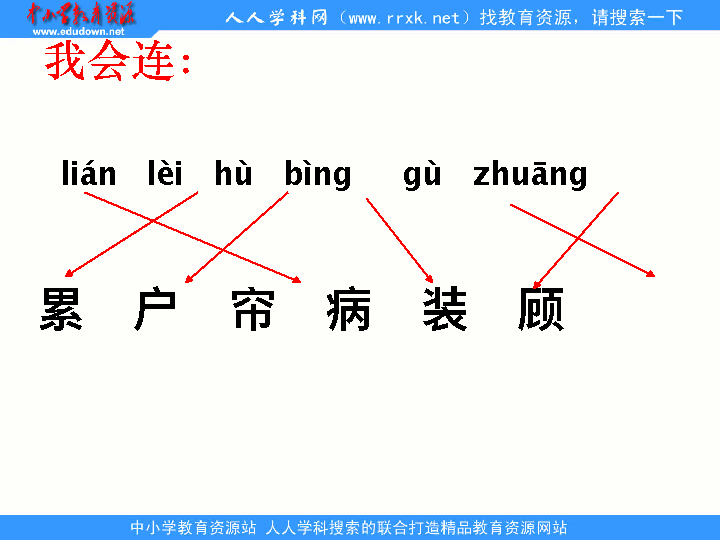 中小学教育资源
www.edudown.net
人人学科网（www.rrxk.net）找教育资源，请搜索一下
我会连：
lián lèi hù bìng gù zhuāng
累 户 帘 病 装 顾
中小学教育资源站 人人学科搜索的联合打造精品教育资源网站